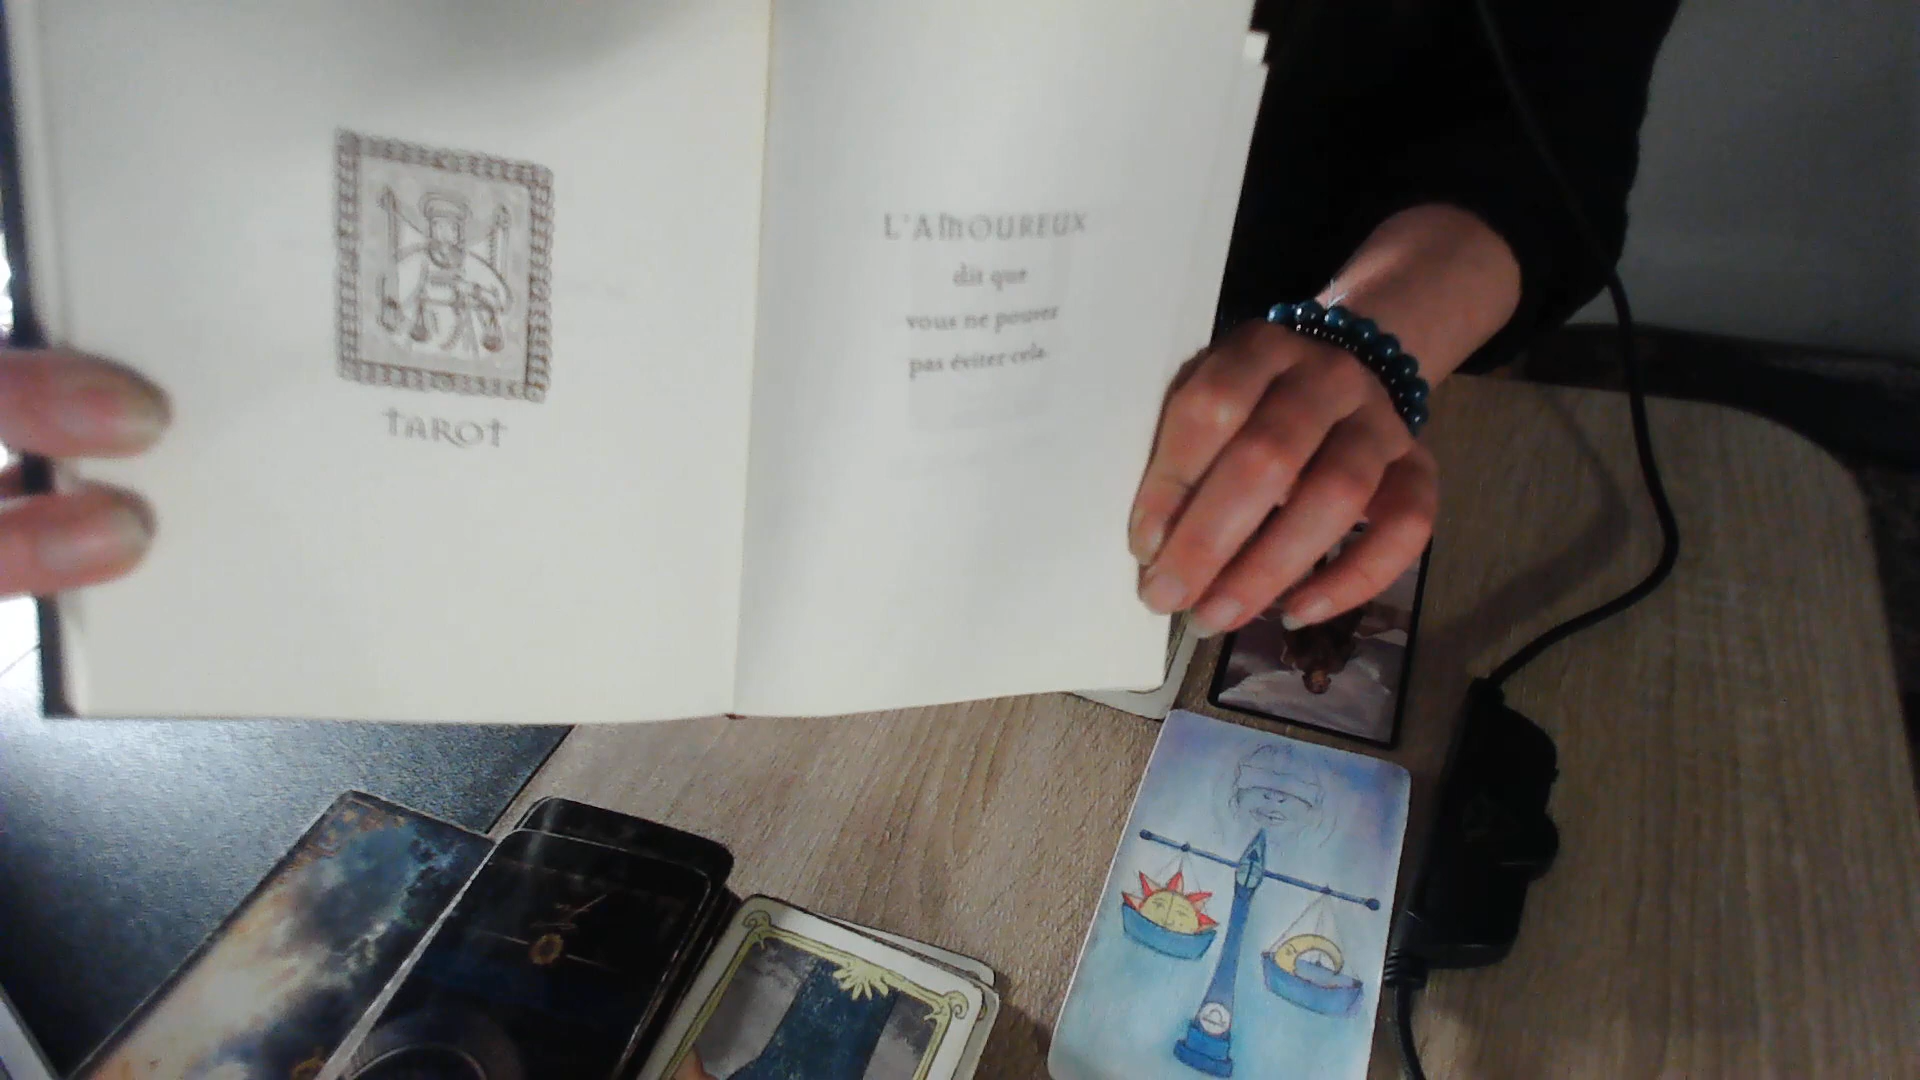 TAROT
L'AMOUREUX
dit que
vous ne pouvez
pas éviter cela.